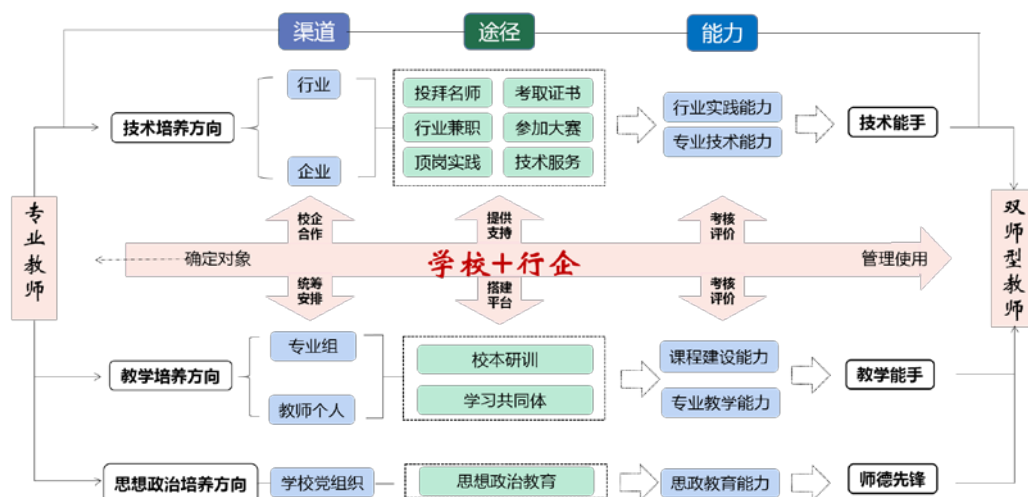 渠道
途径
能力
行业
投拜名师
考取证书
行业实践能力
技术培养方向
行业兼职
参加大赛
技术能手
专业技术能力
企业
顶岗实践
技术服务
专业教师
校企
合作
提供
支持
考核
评价
双师型教师
确定对象
学校+行企
管理使用
统筹
安排
搭建
平台
考核
评价
专业组
校本研训
课程建设能力
教学培养方向
教学能手
教师个人
学习共同体
专业教学能力
思想政治培养方向
学校党组织
思想政治教育
思政教育能力
师德先锋